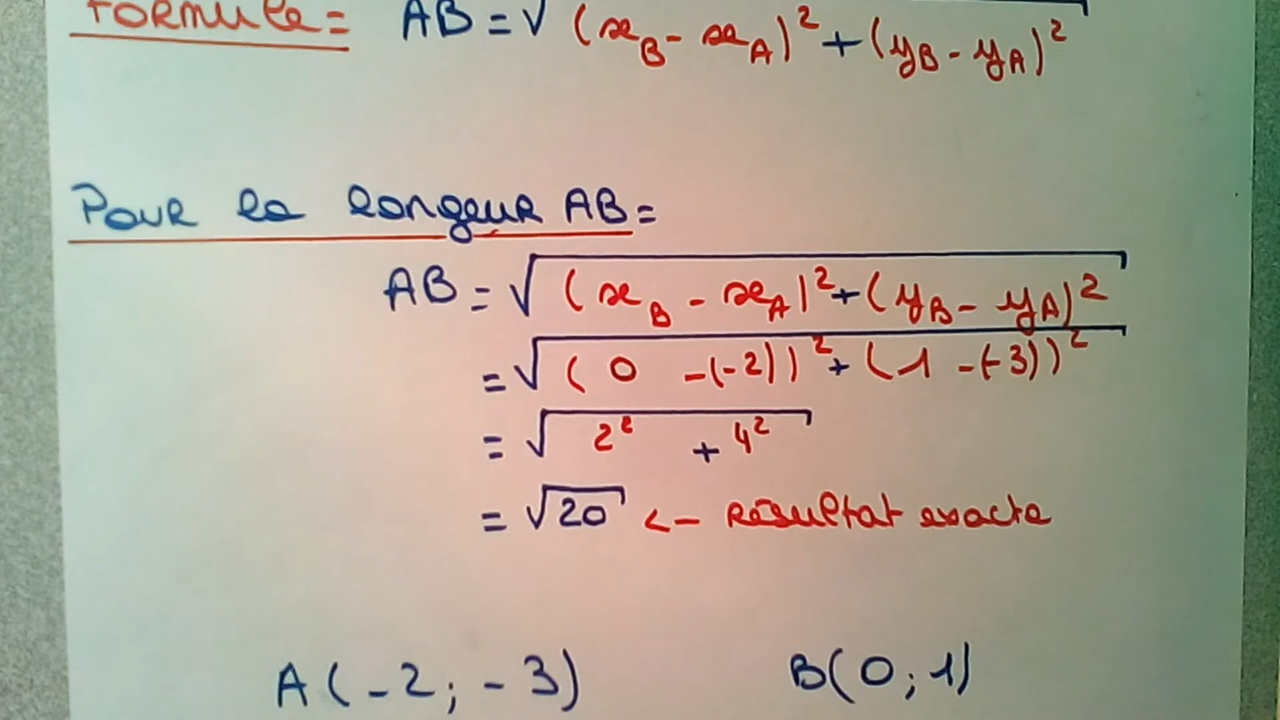 FORMULE= AB=√(x_B - x_A)²+(y_B - y_A)²
Pour la longeur AB=
AB=√(x_B - x_A)²+(y_B - y_A)²
=√(0 -(-2))²+(1 -(-3))²
=√2² + 4²
=√20 <- Résultat exacte
A(-2; -3) B(0; 1)